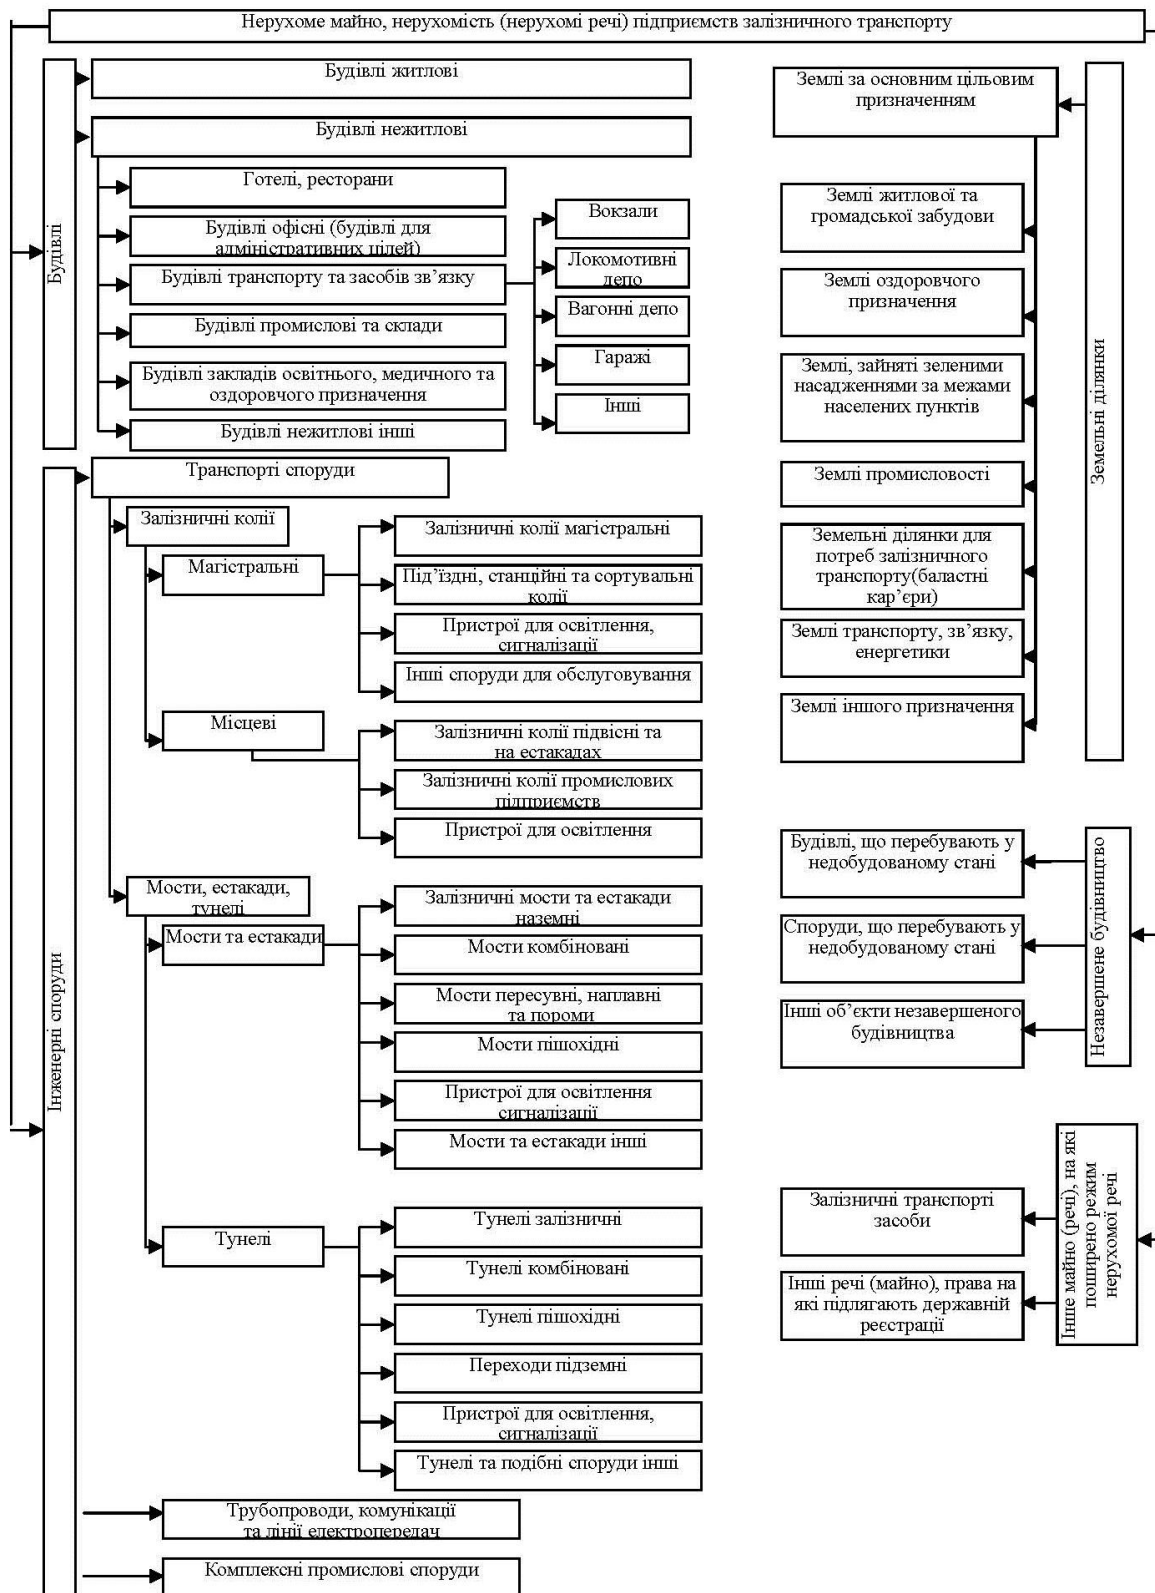 Нерухоме майно, нерухомість (нерухомі речі) підприємств залізничного транспорту
Будівлі
Будівлі житлові
Будівлі нежитлові
Готелі, ресторани
Будівлі офісні (будівлі для
адміністративних цілей)
Будівлі транспорту та засобів зв’язку
Вокзали
Локомотивні
депо
Вагонні депо
Гаражі
Інші
Будівлі промислові та склади
Будівлі закладів освітнього, медичного та
оздоровчого призначення
Будівлі нежитлові інші
Інженерні споруди
Транспорті споруди
Залізничні колії
Магістральні
Залізничні колії магістральні
Під’їздні, станційні та сортувальні
колії
Пристрої для освітлення,
сигналізації
Інші споруди для обслуговування
Місцеві
Залізничні колії підвісні та
на естакадах
Залізничні колії промислових
підприємств
Пристрої для освітлення
Мости, естакади,
тунелі
Мости та естакади
Залізничні мости та естакади
наземні
Мости комбіновані
Мости пересувні, наплавні
та пороми
Мости пішохідні
Пристрої для освітлення
сигналізації
Мости та естакади інші
Тунелі
Тунелі залізничні
Тунелі комбіновані
Тунелі пішохідні
Переходи підземні
Пристрої для освітлення,
сигналізації
Тунелі та подібні споруди інші
Трубопроводи, комунікації
та лінії електропередач
Комплексні промислові споруди
Земельні ділянки
Землі за основним цільовим
призначенням
Землі житлової та
громадської забудови
Землі оздоровчого
призначення
Землі, зайняті зеленими
насадженнями за межами
населених пунктів
Землі промисловості
Земельні ділянки для
потреб залізничного
транспорту(баластні
кар’єри)
Землі транспорту, зв’язку,
енергетики
Землі іншого призначення
Незавершене будівництво
Будівлі, що перебувають у
недобудованому стані
Споруди, що перебувають у
недобудованому стані
Інші об’єкти незавершеного
будівництва
Інше майно (речі), на які
поширено режим
нерухомої речі
Залізничні транспорті
засоби
Інші речі (майно), права на
які підлягають державній
реєстрації